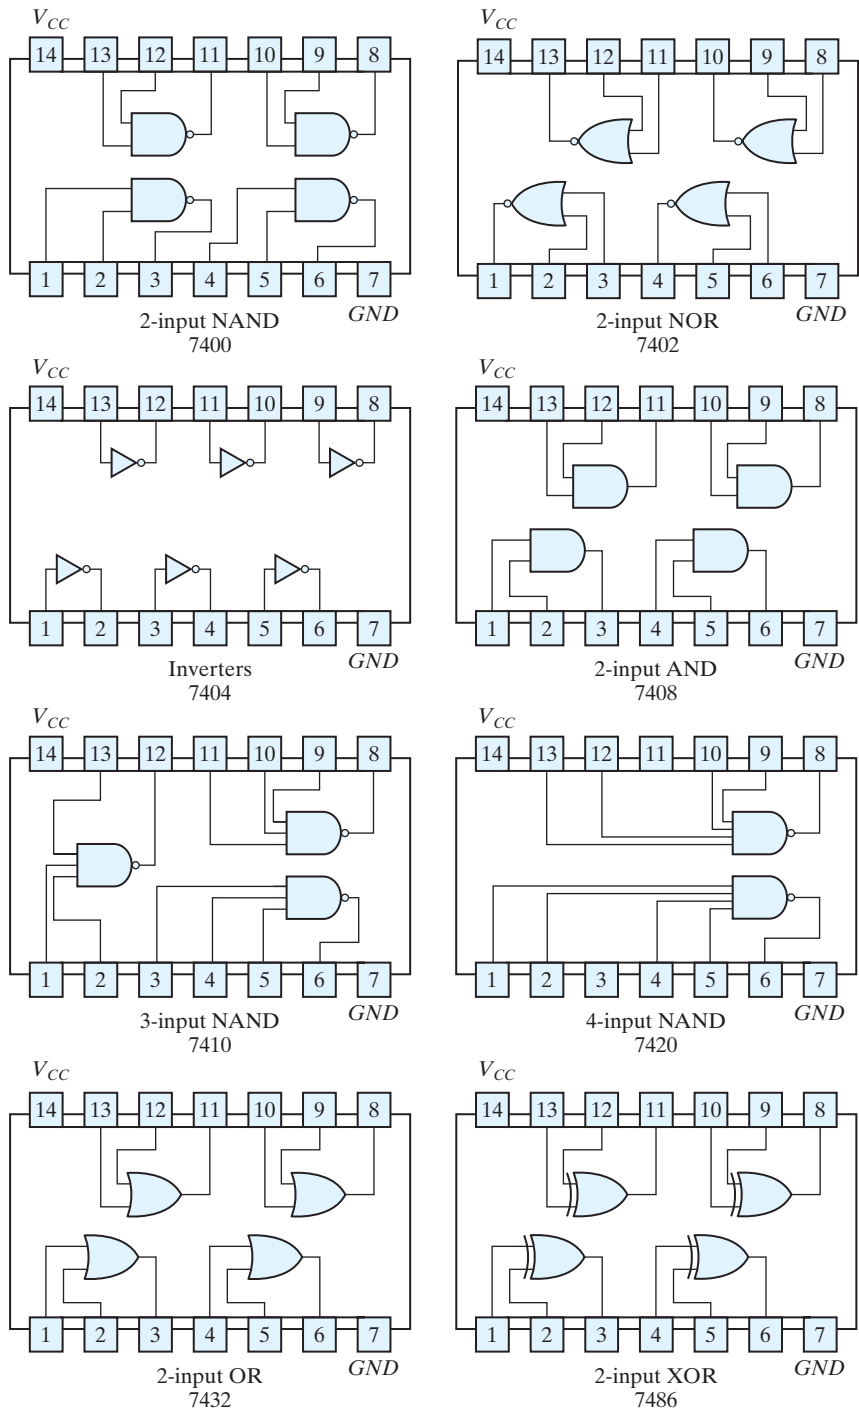 V_CC
14 13 12 11 10 9 8
1 2 3 4 5 6 7
GND
2-input NAND
7400
V_CC
14 13 12 11 10 9 8
1 2 3 4 5 6 7
GND
2-input NOR
7402
V_CC
14 13 12 11 10 9 8
1 2 3 4 5 6 7
GND
Inverters
7404
V_CC
14 13 12 11 10 9 8
1 2 3 4 5 6 7
GND
2-input AND
7408
V_CC
14 13 12 11 10 9 8
1 2 3 4 5 6 7
GND
3-input NAND
7410
V_CC
14 13 12 11 10 9 8
1 2 3 4 5 6 7
GND
4-input NAND
7420
V_CC
14 13 12 11 10 9 8
1 2 3 4 5 6 7
GND
2-input OR
7432
V_CC
14 13 12 11 10 9 8
1 2 3 4 5 6 7
GND
2-input XOR
7486